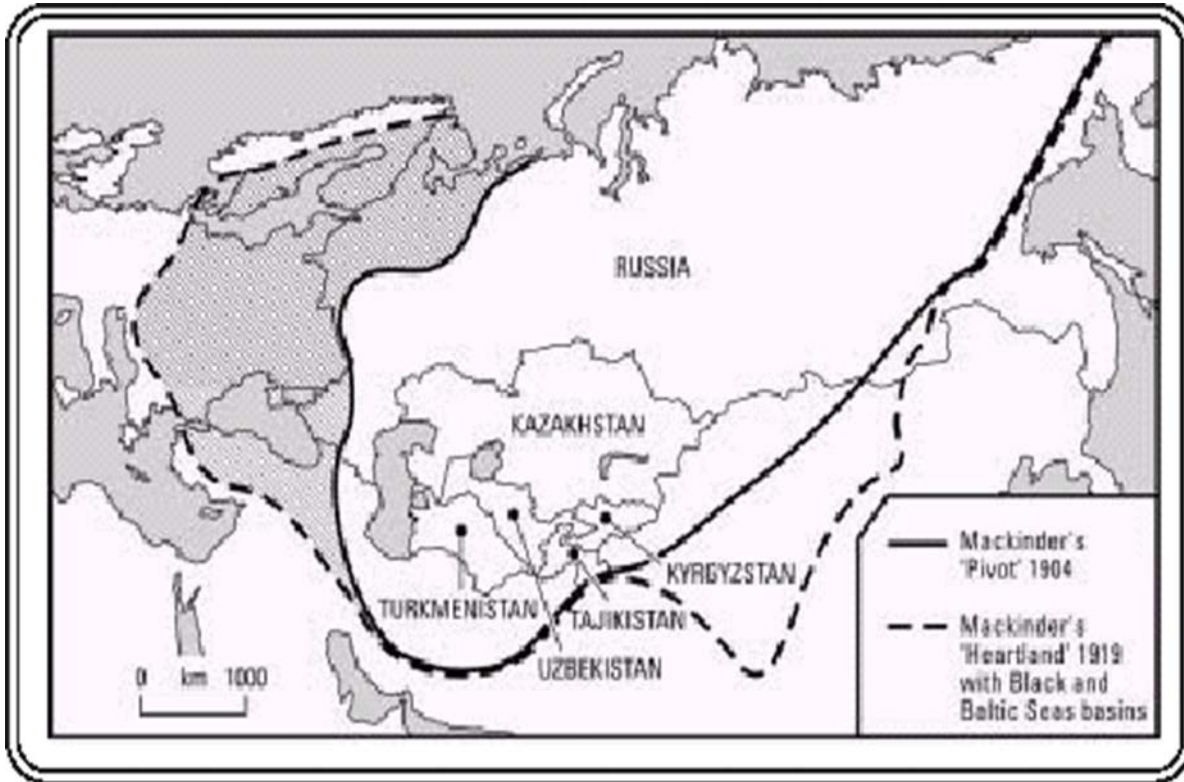 RUSSIA
KAZAKHSTAN
KYRGYZSTAN
TURKMENISTAN
TAJIKISTAN
UZBEKISTAN
0 km 1000
Mackinder's
'Pivot' 1904
Mackinder's
'Heartland' 1919
with Black and
Baltic Seas basins